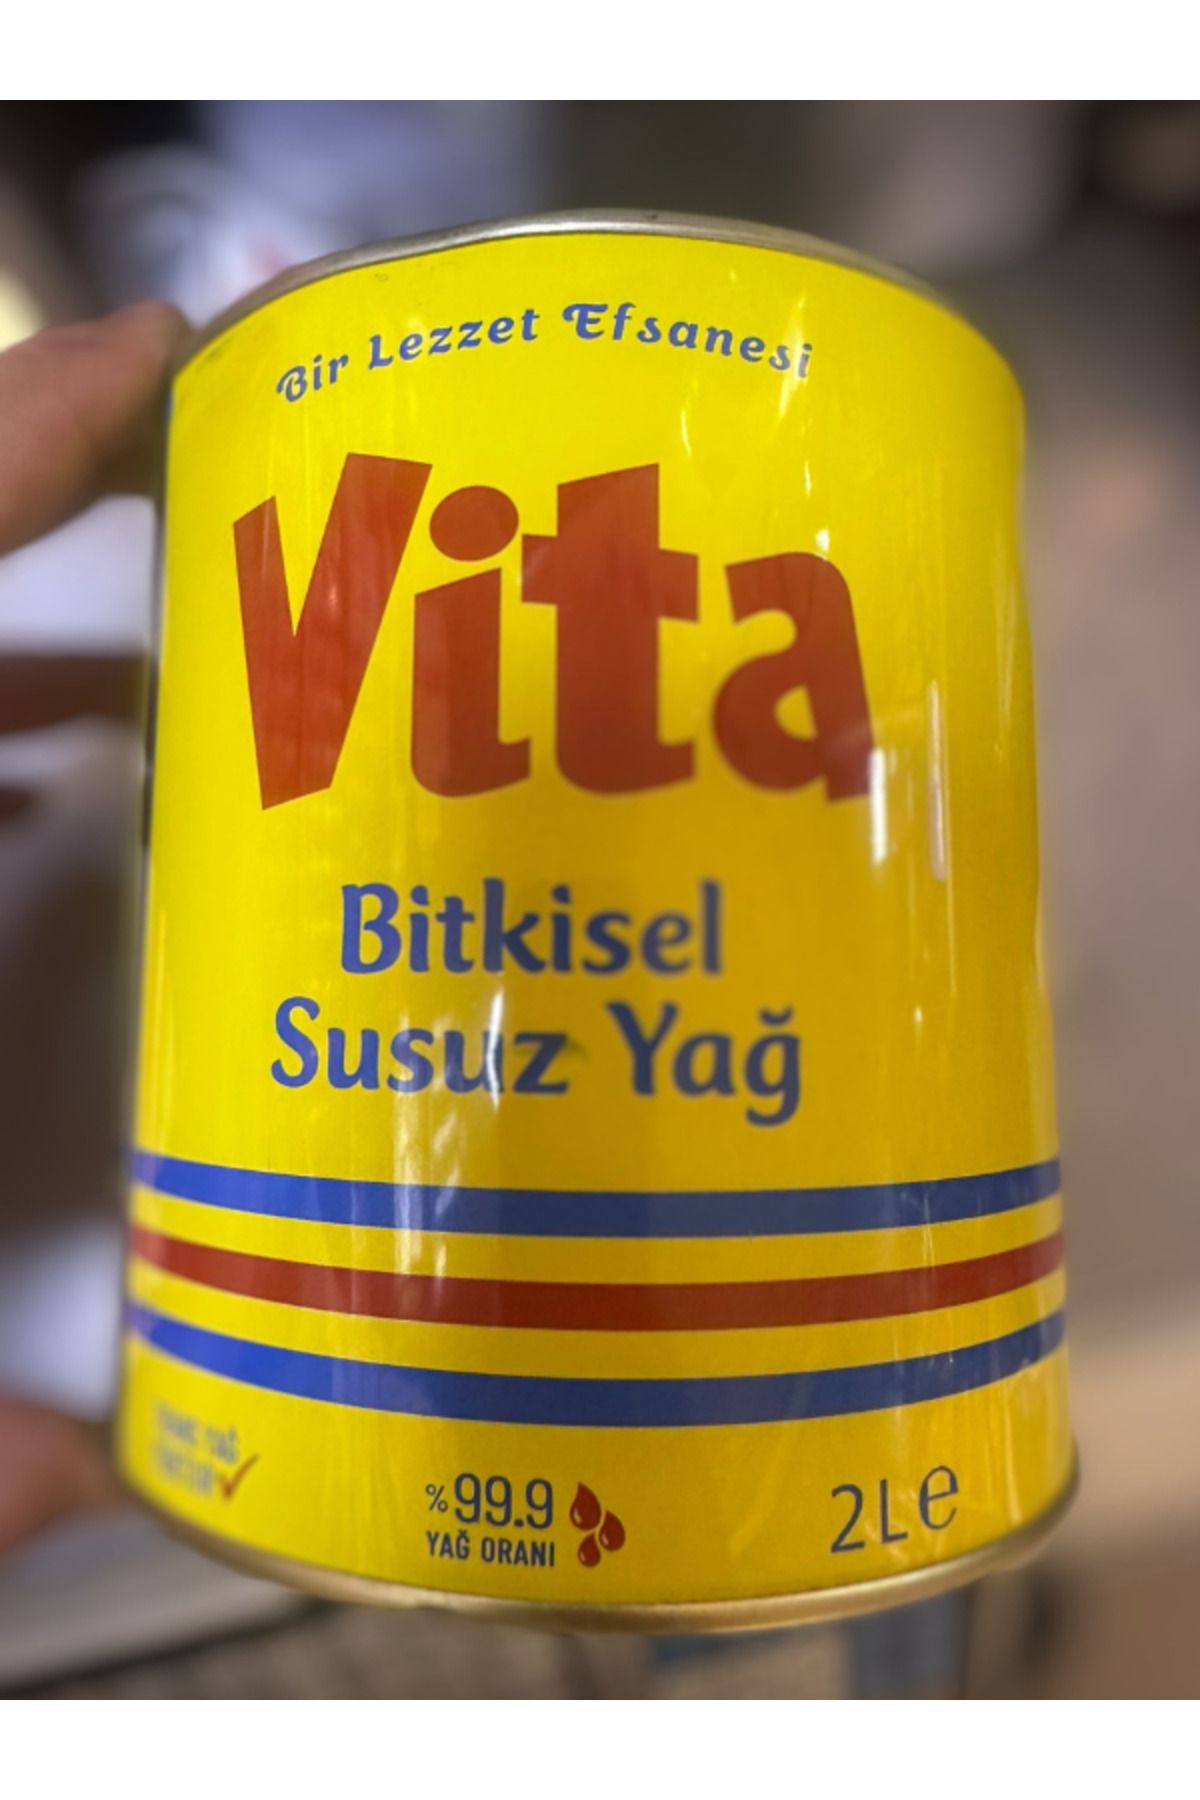 Bir Lezzet Efsanesi
Vita
Bitkisel
Susuz Yağ
%99.9
YAĞ ORANI
2L e